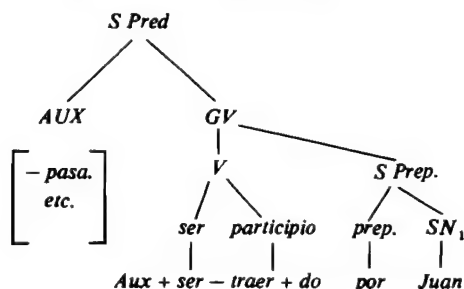 S Pred
AUX GV
- pasa.
etc.
V S Prep.
ser participio prep. SN₁
Aux + ser - traer + do por Juan